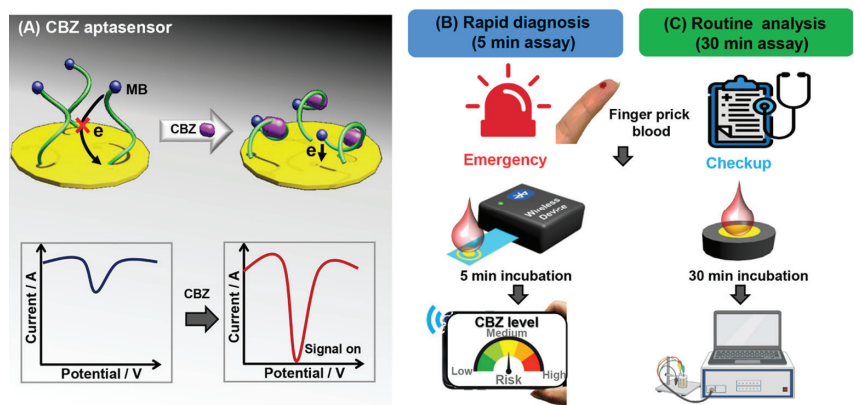 (A) CBZ aptasensor
MB
e
CBZ
e
Current / A
Potential / V
CBZ
Current / A
Signal on
Potential / V
(B) Rapid diagnosis
(5 min assay)
Emergency
Finger prick
blood
Wireless
Device
5 min incubation
CBZ level
Medium
Low
High
Risk
(C) Routine analysis
(30 min assay)
Checkup
30 min incubation